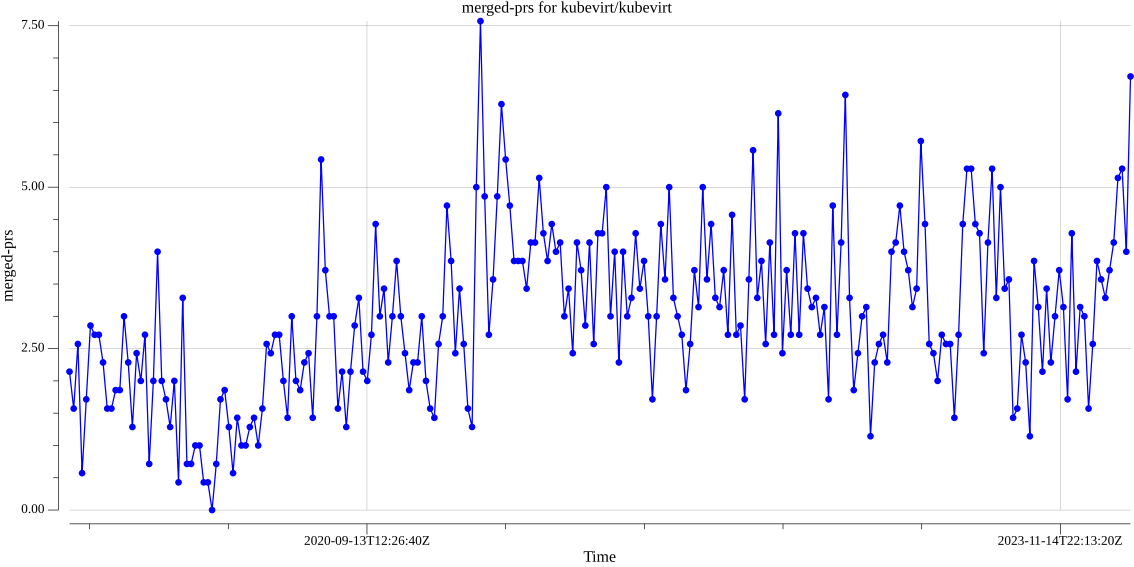 merged-prs for kubevirt/kubevirt
7.50
5.00
2.50
0.00
merged-prs
2020-09-13T12:26:40Z
2023-11-14T22:13:20Z
Time